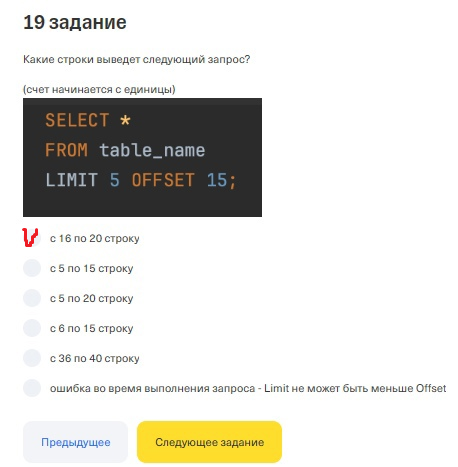 19 задание
Какие строки выведет следующий запрос?
(счет начинается с единицы)
SELECT *
FROM table_name
LIMIT 5 OFFSET 15;
с 16 по 20 строку
с 5 по 15 строку
с 5 по 20 строку
с 6 по 15 строку
с 36 по 40 строку
ошибка во время выполнения запроса - Limit не может быть меньше Offset
Предыдущее
Следующее задание